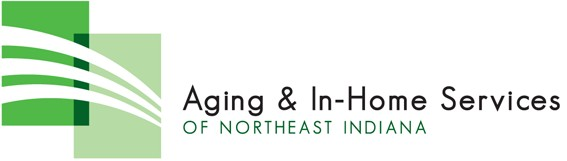 Aging & In-Home Services
OF NORTHEAST INDIANA